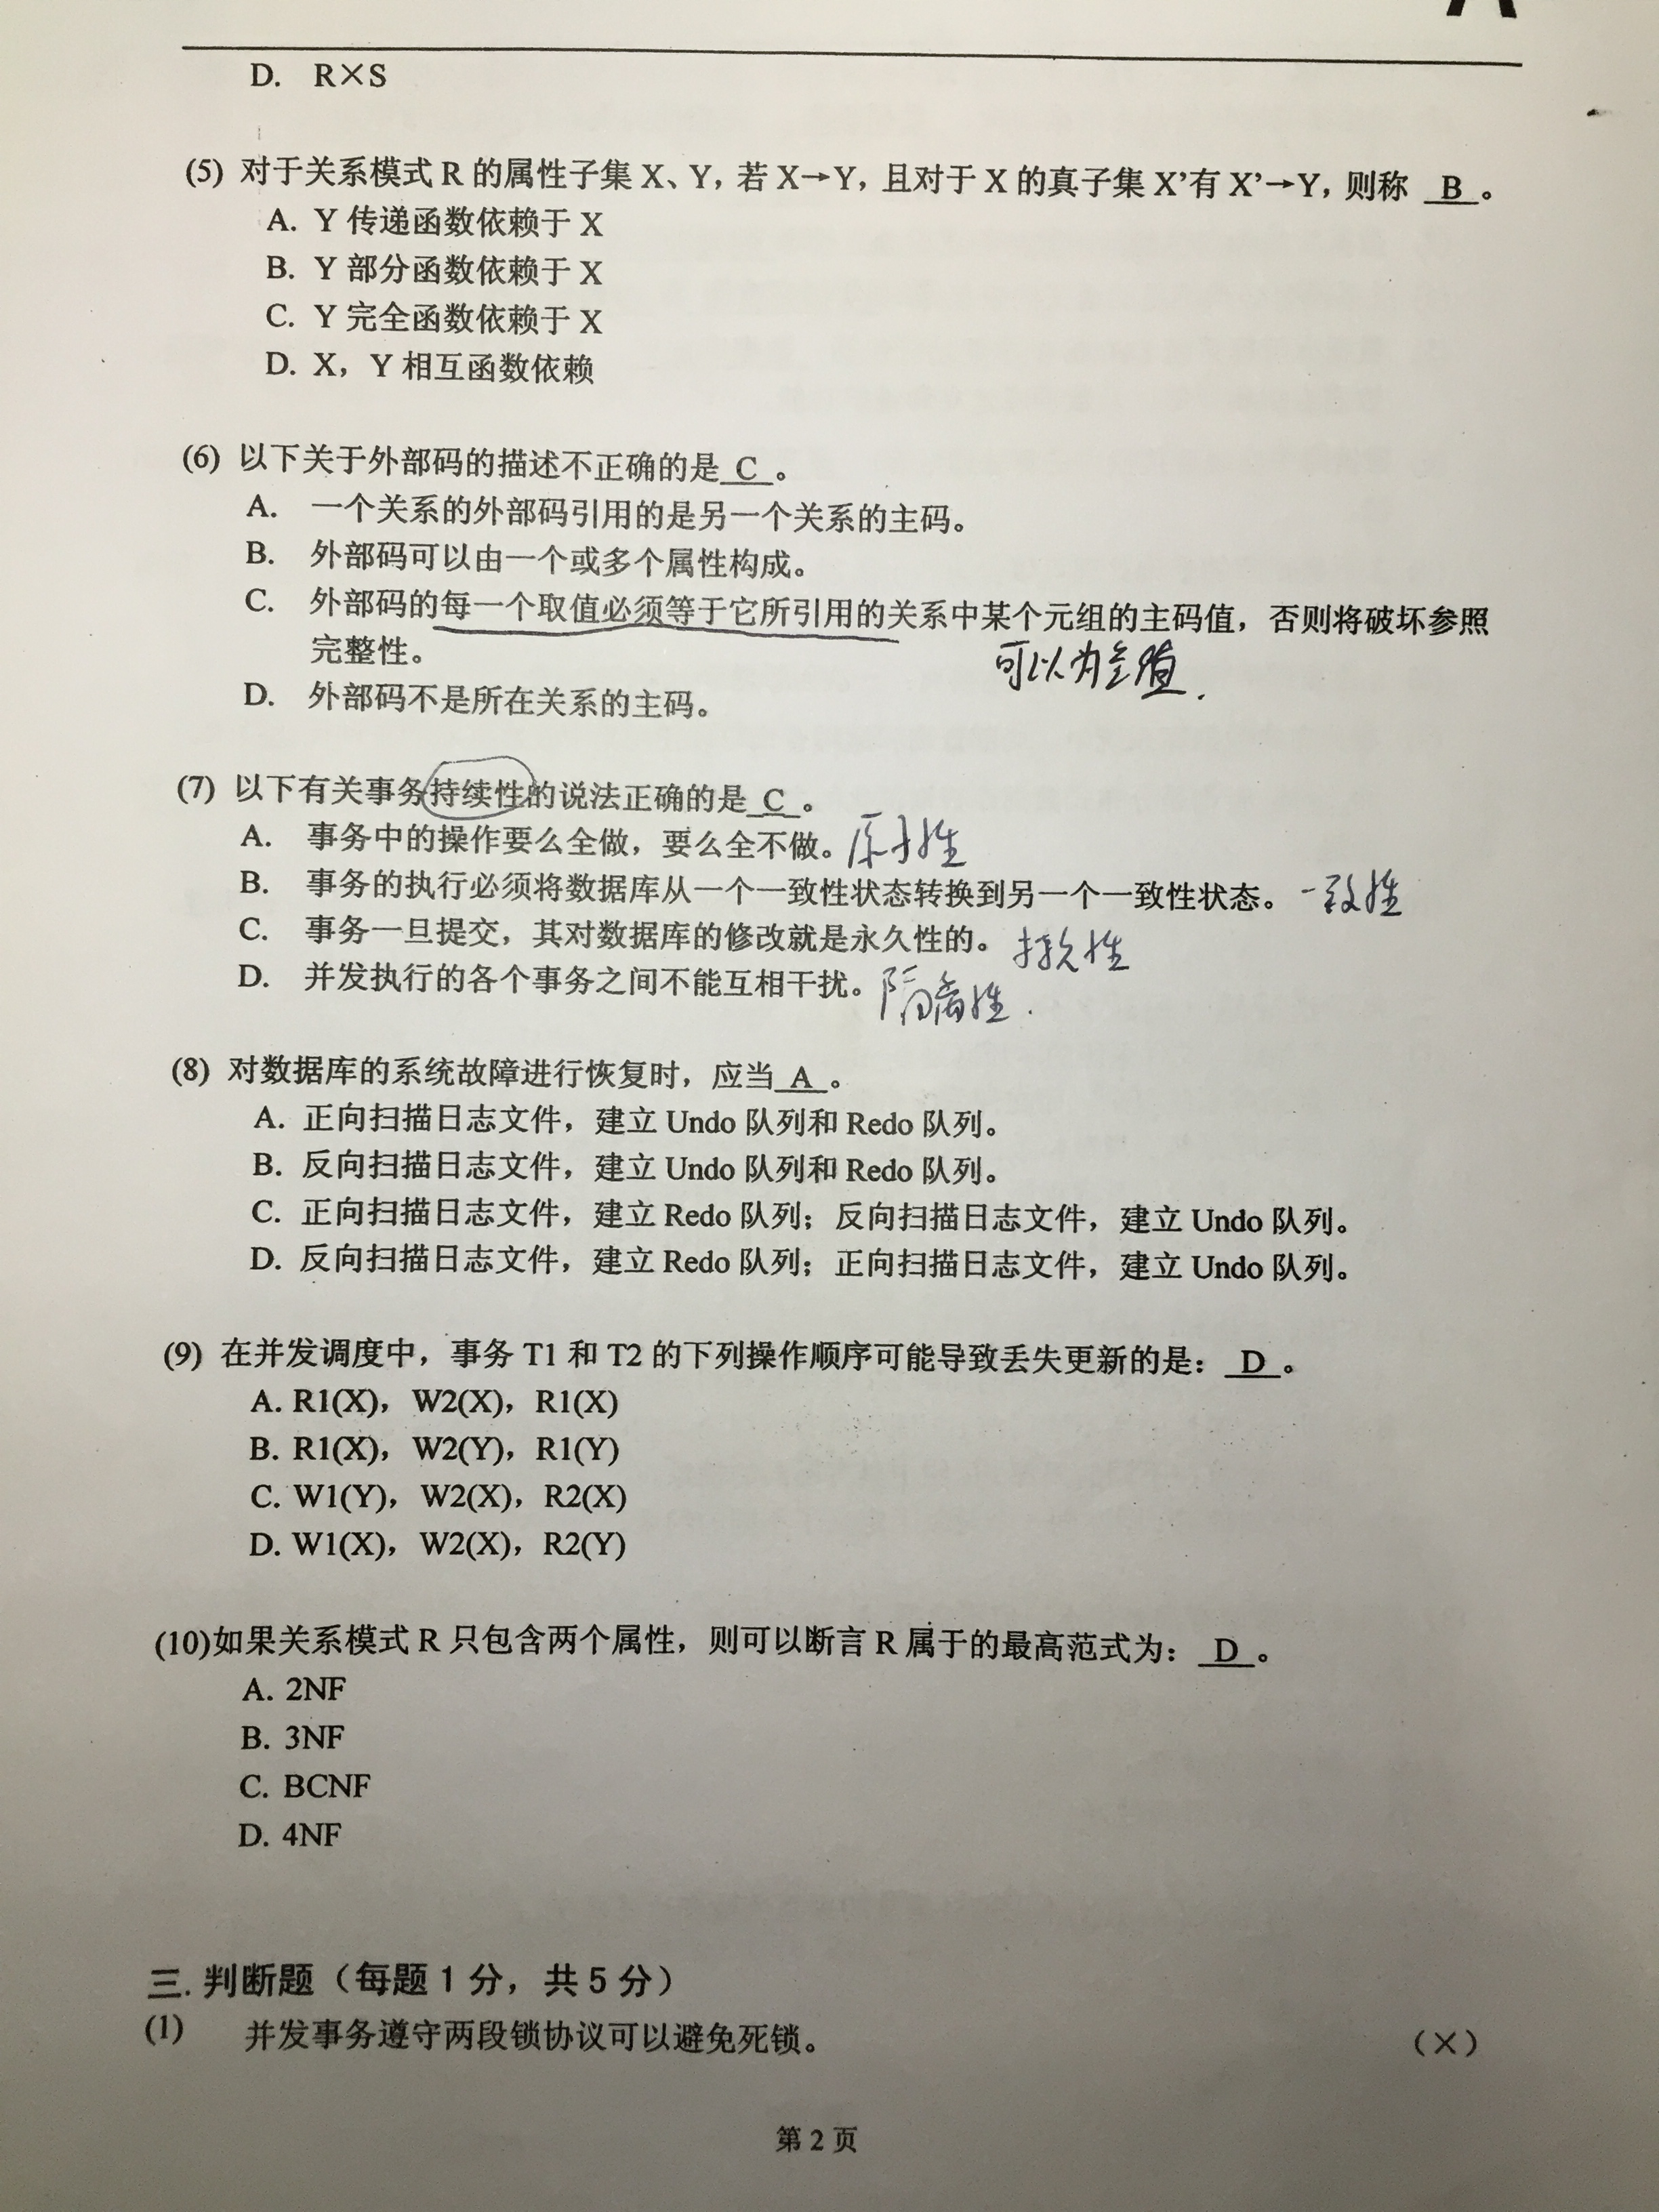 D. R×S
(5) 对于关系模式 R 的属性子集 X、Y, 若 X→Y, 且对于 X 的真子集 X’有 X’→Y, 则称 B 。
A. Y 传递函数依赖于 X
B. Y 部分函数依赖于 X
C. Y 完全函数依赖于 X
D. X，Y 相互函数依赖
(6) 以下关于外部码的描述不正确的是 C 。
A. 一个关系的外部码引用的是另一个关系的主码。
B. 外部码可以由一个或多个属性构成。
C. 外部码的每一个取值必须等于它所引用的关系中某个元组的主码值，否则将破坏参照
完整性。
可以为空值.
D. 外部码不是所在关系的主码。
(7) 以下有关事务持续性的说法正确的是 C 。
A. 事务中的操作要么全做，要么全不做。 原子性
B. 事务的执行必须将数据库从一个一致性状态转换到另一个一致性状态。 一致性
C. 事务一旦提交，其对数据库的修改就是永久性的。 持久性
D. 并发执行的各个事务之间不能互相干扰。 隔离性.
(8) 对数据库的系统故障进行恢复时，应当 A 。
A. 正向扫描日志文件，建立 Undo 队列和 Redo 队列。
B. 反向扫描日志文件，建立 Undo 队列和 Redo 队列。
C. 正向扫描日志文件，建立 Redo 队列；反向扫描日志文件，建立 Undo 队列。
D. 反向扫描日志文件，建立 Redo 队列；正向扫描日志文件，建立 Undo 队列。
(9) 在并发调度中，事务 T1 和 T2 的下列操作顺序可能导致丢失更新的是： D 。
A. R1(X)，W2(X)，R1(X)
B. R1(X)，W2(Y)，R1(Y)
C. W1(Y)，W2(X)，R2(X)
D. W1(X)，W2(X)，R2(Y)
(10)如果关系模式 R 只包含两个属性，则可以断言 R 属于的最高范式为： D 。
A. 2NF
B. 3NF
C. BCNF
D. 4NF
三. 判断题（每题 1 分，共 5 分）
(1) 并发事务遵守两段锁协议可以避免死锁。 （×）
第 2 页